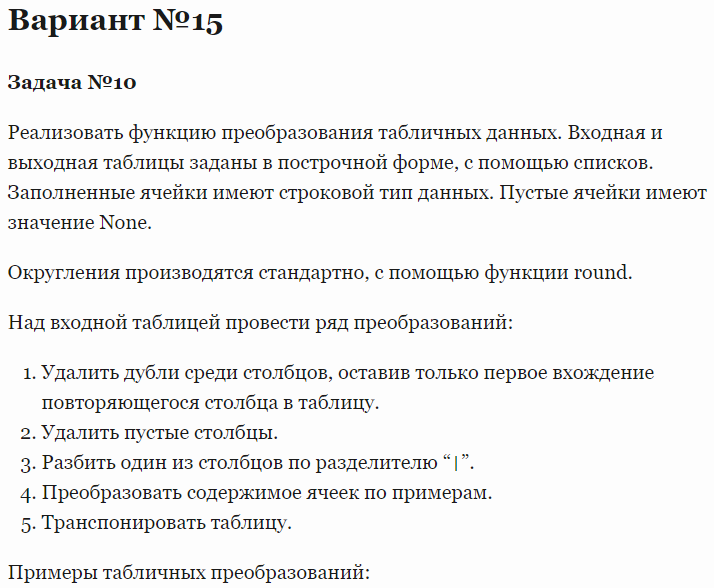 Вариант №15
Задача №10
Реализовать функцию преобразования табличных данных. Входная и
выходная таблицы заданы в построчной форме, с помощью списков.
Заполненные ячейки имеют строковой тип данных. Пустые ячейки имеют
значение None.
Округления производятся стандартно, с помощью функции round.
Над входной таблицей провести ряд преобразований:
1. Удалить дубли среди столбцов, оставив только первое вхождение
повторяющегося столбца в таблицу.
2. Удалить пустые столбцы.
3. Разбить один из столбцов по разделителю “|”.
4. Преобразовать содержимое ячеек по примерам.
5. Транспонировать таблицу.
Примеры табличных преобразований: